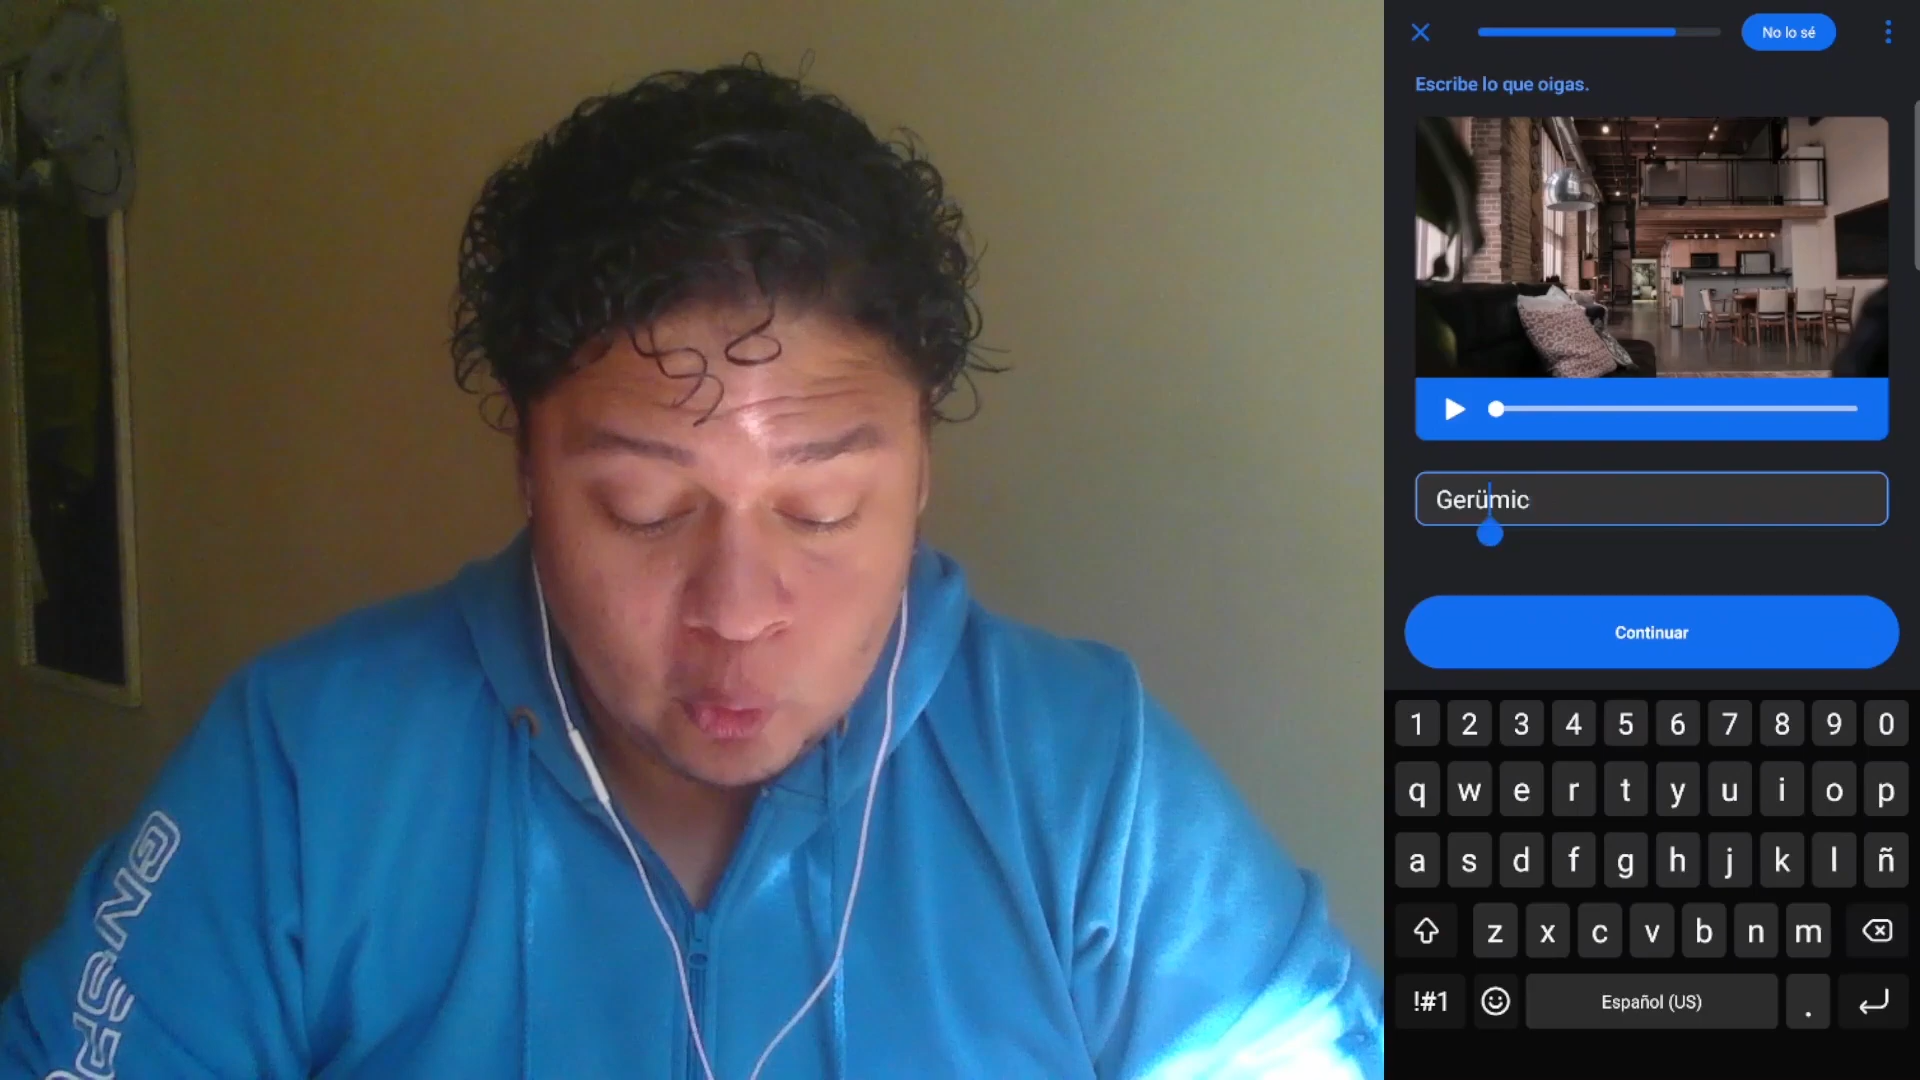 No lo sé
Escribe lo que oigas.
Gerümic
Continuar
1 2 3 4 5 6 7 8 9 0
q w e r t y u i o p
a s d f g h j k l ñ
z x c v b n m
!#1 Español (US) .